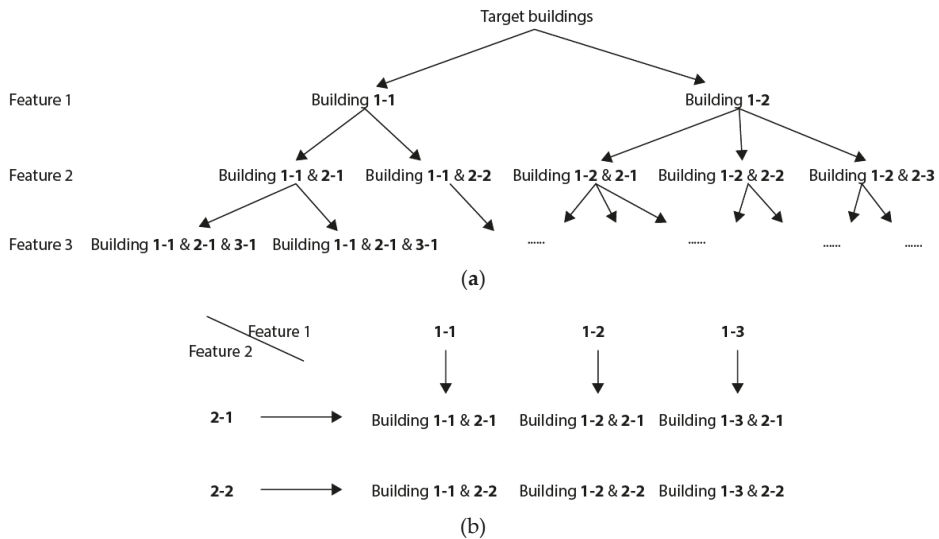 Target buildings
Feature 1 Building 1-1 Building 1-2
Feature 2 Building 1-1 & 2-1 Building 1-1 & 2-2 Building 1-2 & 2-1 Building 1-2 & 2-2 Building 1-2 & 2-3
Feature 3 Building 1-1 & 2-1 & 3-1 Building 1-1 & 2-1 & 3-1 ...... ...... ...... ......
(a)
Feature 1 1-1 1-2 1-3
Feature 2
2-1 Building 1-1 & 2-1 Building 1-2 & 2-1 Building 1-3 & 2-1
2-2 Building 1-1 & 2-2 Building 1-2 & 2-2 Building 1-3 & 2-2
(b)